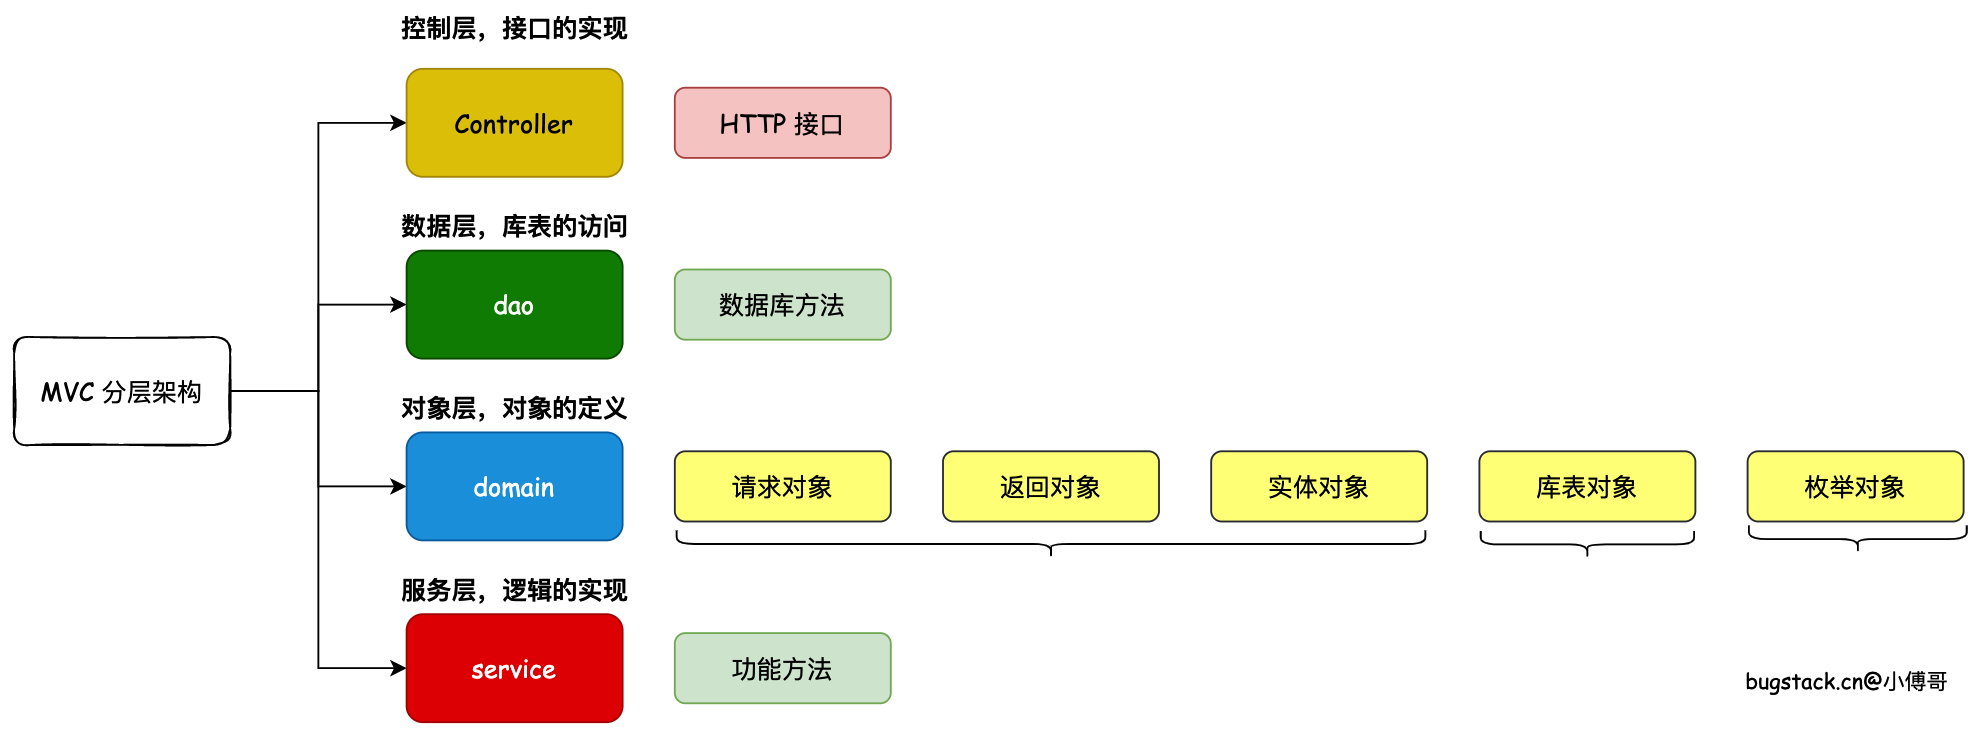 控制层，接口的实现
Controller
HTTP 接口
数据层，库表的访问
dao
数据库方法
MVC 分层架构
对象层，对象的定义
domain
请求对象
返回对象
实体对象
库表对象
枚举对象
服务层，逻辑的实现
service
功能方法
bugstack.cn@小傅哥